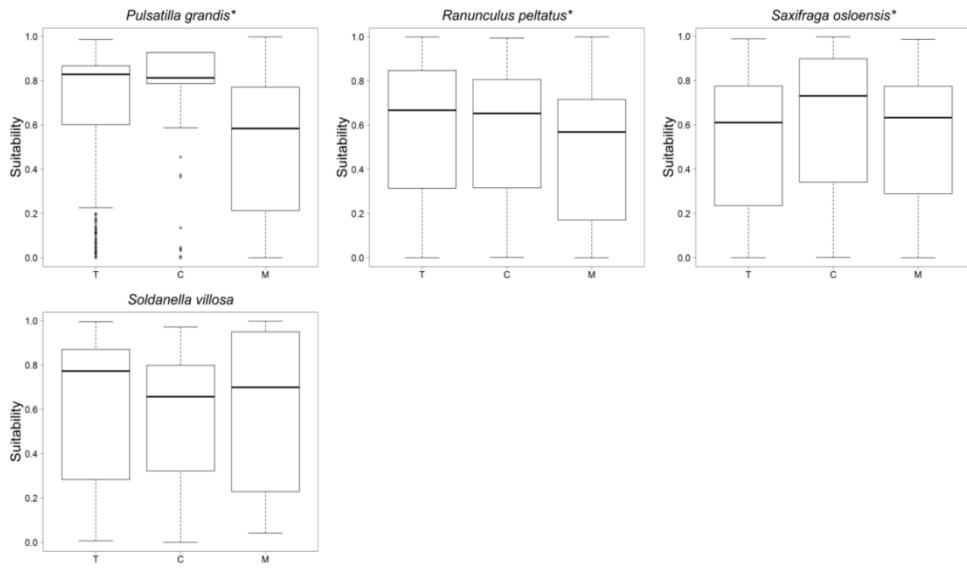 Pulsatilla grandis*
Suitability
1.0
0.8
0.6
0.4
0.2
0.0
T C M
Ranunculus peltatus*
Suitability
1.0
0.8
0.6
0.4
0.2
0.0
T C M
Saxifraga osloensis*
Suitability
1.0
0.8
0.6
0.4
0.2
0.0
T C M
Soldanella villosa
Suitability
1.0
0.8
0.6
0.4
0.2
0.0
T C M